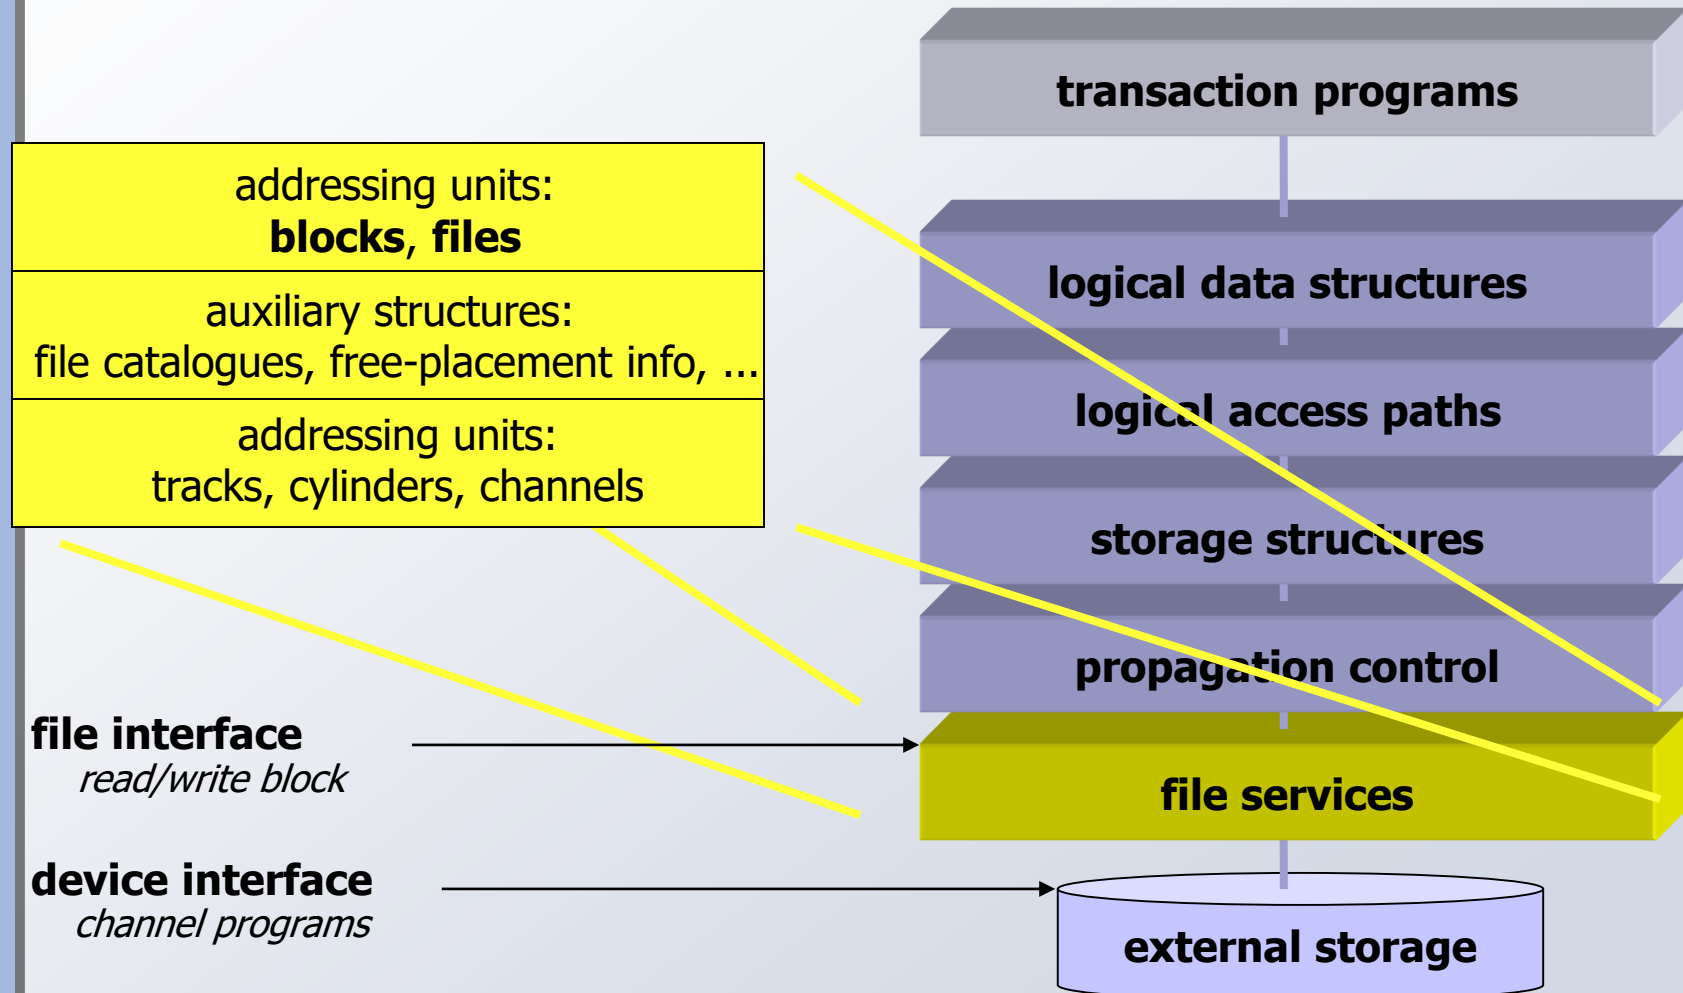 transaction programs
addressing units:
blocks, files
auxiliary structures:
file catalogues, free-placement info, ...
addressing units:
tracks, cylinders, channels
logical data structures
logical access paths
storage structures
propagation control
file interface
read/write block
file services
device interface
channel programs
external storage